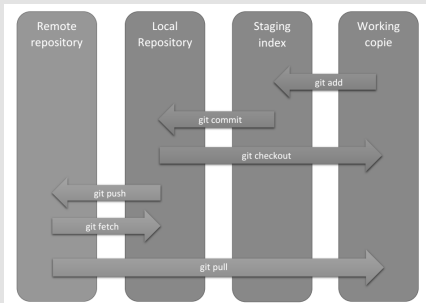 Remote
repository
Local
Repository
Staging
index
Working
copie
git add
git commit
git checkout
git push
git fetch
git pull